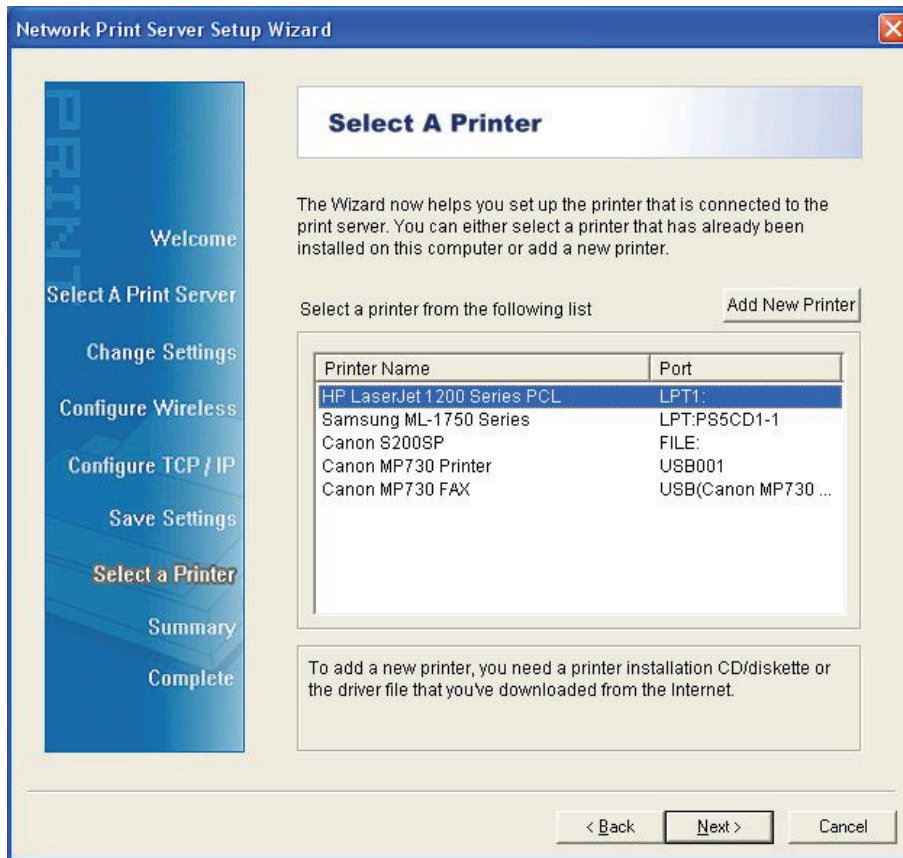 Network Print Server Setup Wizard
PRINT
Welcome
Select A Print Server
Change Settings
Configure Wireless
Configure TCP / IP
Save Settings
Select a Printer
Summary
Complete
Select A Printer
The Wizard now helps you set up the printer that is connected to the
print server. You can either select a printer that has already been
installed on this computer or add a new printer.
Select a printer from the following list
Add New Printer
Printer Name Port
HP LaserJet 1200 Series PCL LPT1:
Samsung ML-1750 Series LPT:PS5CD1-1
Canon S200SP FILE:
Canon MP730 Printer USB001
Canon MP730 FAX USB(Canon MP730 ...
To add a new printer, you need a printer installation CD/diskette or
the driver file that you've downloaded from the Internet.
< Back Next > Cancel